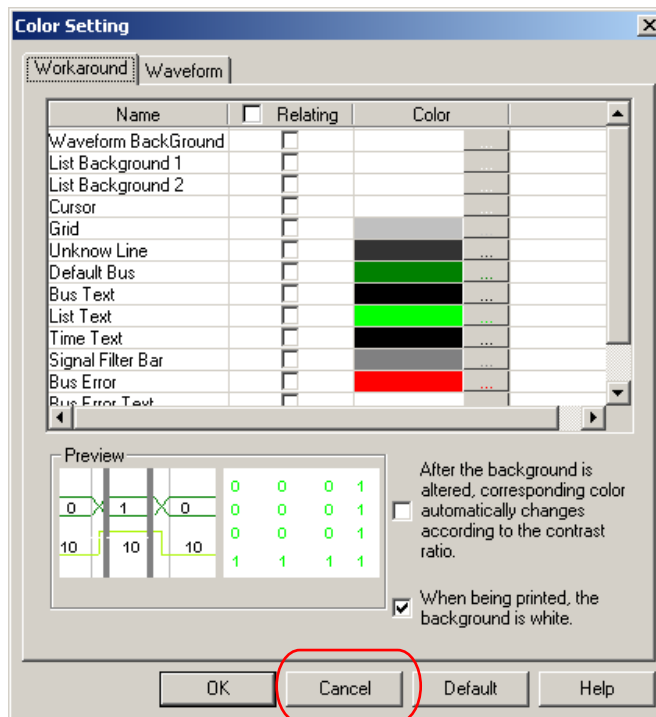 Color Setting
Workaround Waveform
Name Relating Color
Waveform BackGround ...
List Background 1 ...
List Background 2 ...
Cursor ...
Grid ...
Unknow Line ...
Default Bus ...
Bus Text ...
List Text ...
Time Text ...
Signal Filter Bar ...
Bus Error ...
Bus Error Text
Preview
0 1 0
10 10 10
0 0 0 1
0 0 0 1
0 0 0 1
1 1 1 1
After the background is
altered, corresponding color
automatically changes
according to the contrast
ratio.
When being printed, the
background is white.
OK Cancel Default Help